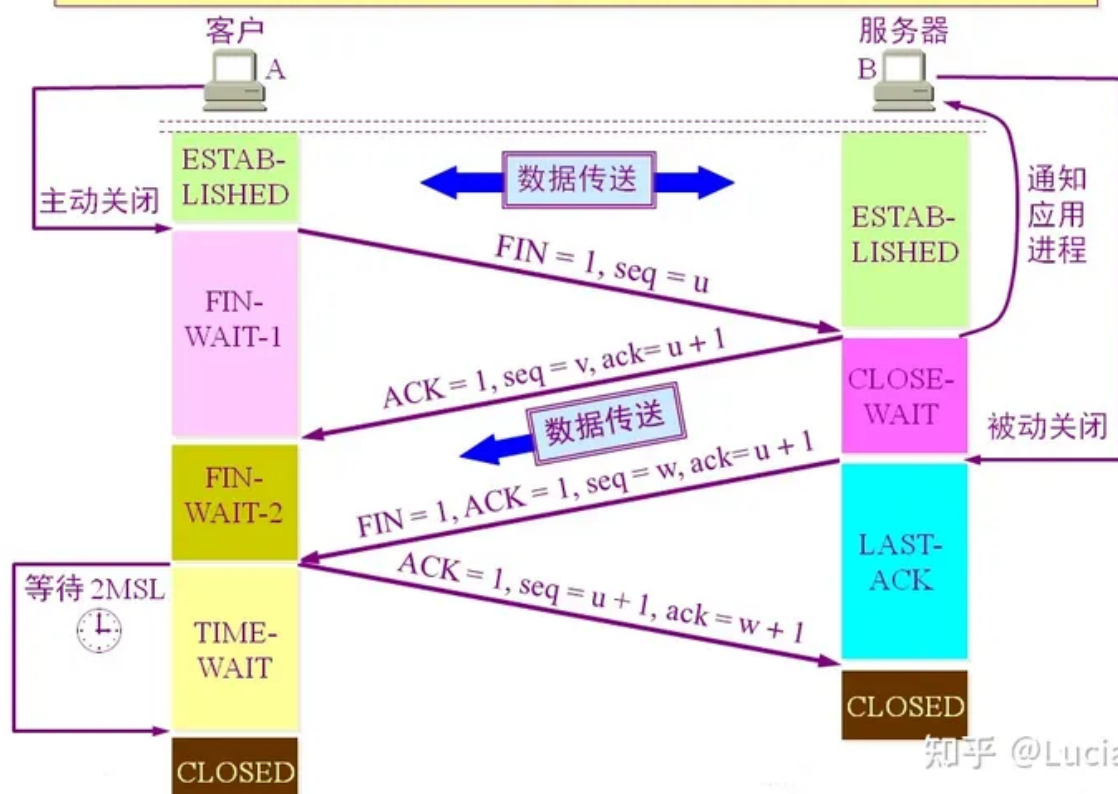 客户
服务器
A
B
ESTAB-
LISHED
数据传送
主动关闭
通知
应用
进程
ESTAB-
LISHED
FIN = 1, seq = u
FIN-
WAIT-1
ACK = 1, seq = v, ack= u + 1
CLOSE-
WAIT
数据传送
被动关闭
FIN-
WAIT-2
FIN = 1, ACK = 1, seq = w, ack= u + 1
LAST-
ACK
ACK = 1, seq = u + 1, ack = w + 1
等待 2MSL
TIME-
WAIT
CLOSED
知乎 @Lucia
CLOSED